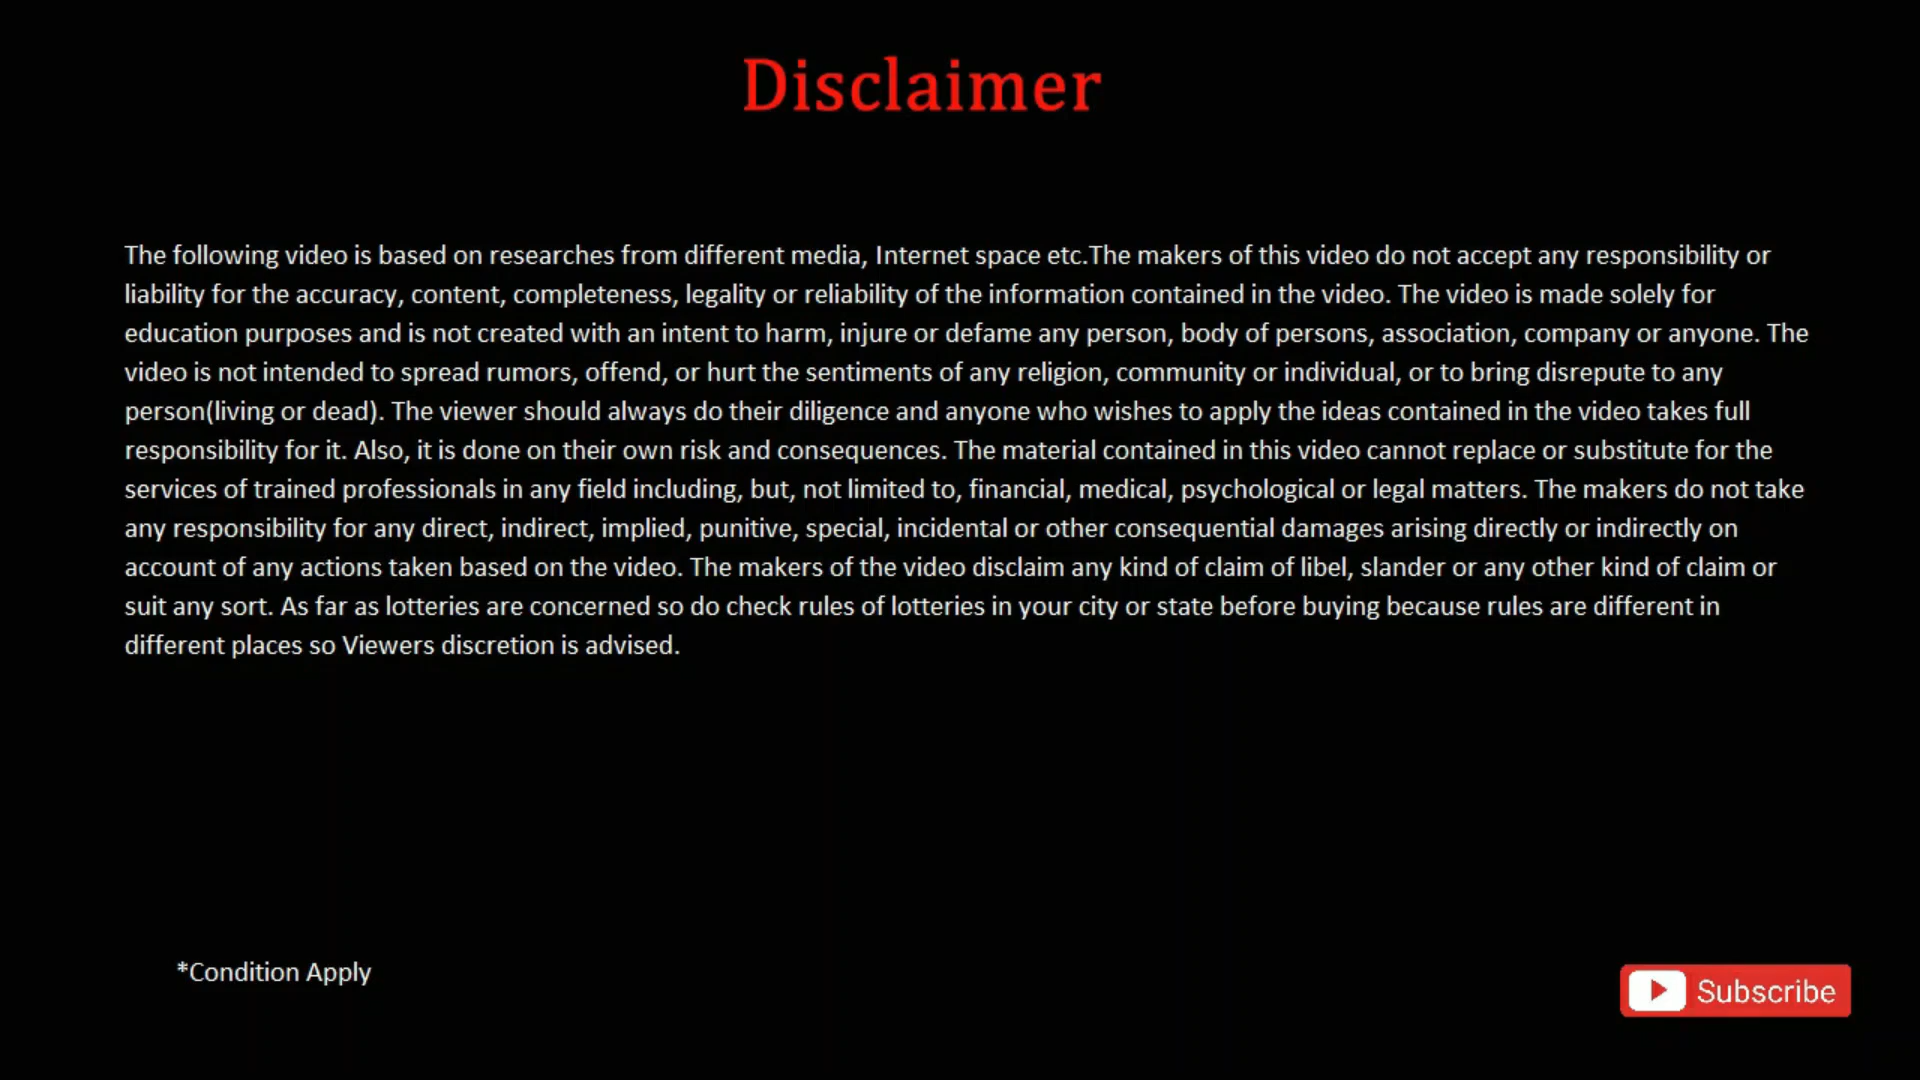 Disclaimer
The following video is based on researches from different media, Internet space etc.The makers of this video do not accept any responsibility or
liability for the accuracy, content, completeness, legality or reliability of the information contained in the video. The video is made solely for
education purposes and is not created with an intent to harm, injure or defame any person, body of persons, association, company or anyone. The
video is not intended to spread rumors, offend, or hurt the sentiments of any religion, community or individual, or to bring disrepute to any
person(living or dead). The viewer should always do their diligence and anyone who wishes to apply the ideas contained in the video takes full
responsibility for it. Also, it is done on their own risk and consequences. The material contained in this video cannot replace or substitute for the
services of trained professionals in any field including, but, not limited to, financial, medical, psychological or legal matters. The makers do not take
any responsibility for any direct, indirect, implied, punitive, special, incidental or other consequential damages arising directly or indirectly on
account of any actions taken based on the video. The makers of the video disclaim any kind of claim of libel, slander or any other kind of claim or
suit any sort. As far as lotteries are concerned so do check rules of lotteries in your city or state before buying because rules are different in
different places so Viewers discretion is advised.
*Condition Apply
Subscribe